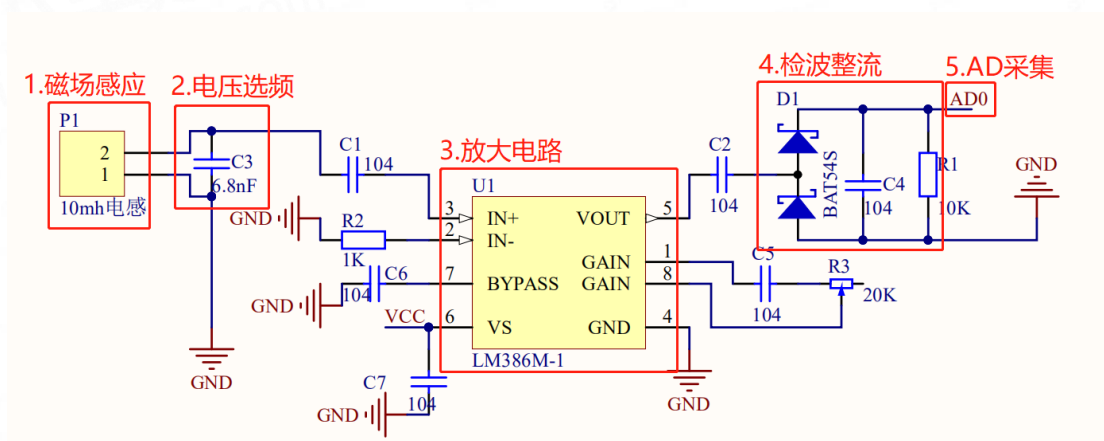 1.磁场感应
2.电压选频
3.放大电路
4.检波整流
5.AD采集
P1
2
1
10mh电感
C3
6.8nF
GND
C1
104
GND
R2
1K
C6
104
GND
VCC
C7
104
GND
U1
3
IN+
2
IN-
7
BYPASS
6
VS
VOUT
5
GAIN
1
GAIN
8
GND
4
LM386M-1
GND
C2
104
D1
BAT54S
C4
104
R1
10K
AD0
GND
C5
104
R3
20K